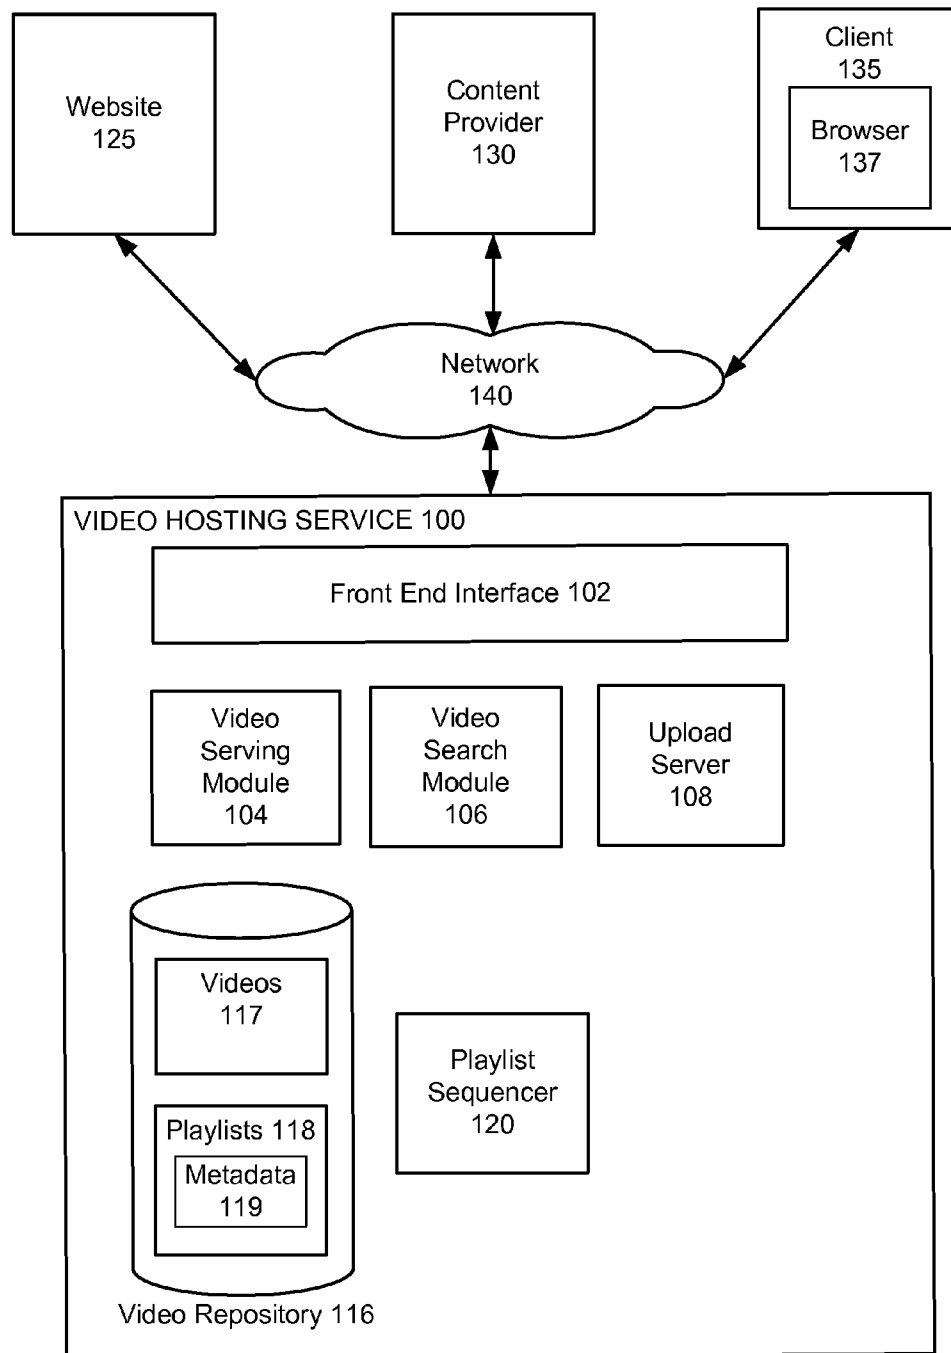 Website
125
Content
Provider
130
Client
135
Browser
137
Network
140
VIDEO HOSTING SERVICE 100
Front End Interface 102
Video
Serving
Module
104
Video
Search
Module
106
Upload
Server
108
Videos
117
Playlists 118
Metadata
119
Playlist
Sequencer
120
Video Repository 116